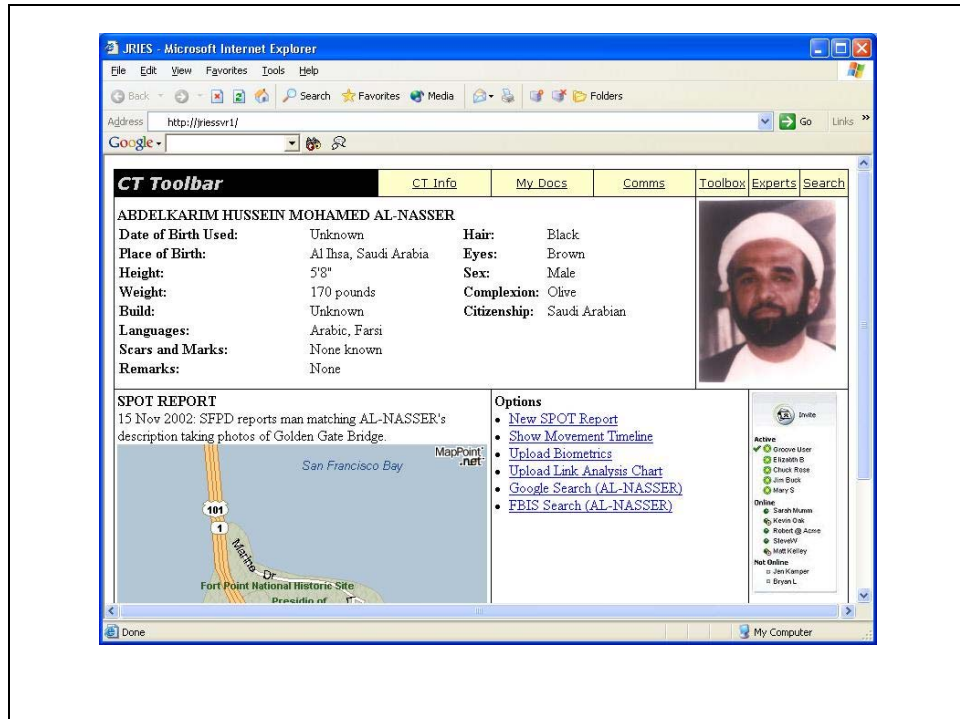 JRIES - Microsoft Internet Explorer
File Edit View Favorites Tools Help
Back Search Favorites Media Folders
Address http://jriessvr1/ Go Links »
Google
CT Toolbar CT Info My Docs Comms Toolbox Experts Search
ABDELKARIM HUSSEIN MOHAMED AL-NASSER
Date of Birth Used: Unknown Hair: Black
Place of Birth: Al Ihsa, Saudi Arabia Eyes: Brown
Height: 5'8" Sex: Male
Weight: 170 pounds Complexion: Olive
Build: Unknown Citizenship: Saudi Arabian
Languages: Arabic, Farsi
Scars and Marks: None known
Remarks: None
SPOT REPORT
15 Nov 2002: SFPD reports man matching AL-NASSER's
description taking photos of Golden Gate Bridge.
MapPoint
.net
San Francisco Bay
101
1
Marine Dr
Fort Point National Historic Site
Presidio of
Options
• New SPOT Report
• Show Movement Timeline
• Upload Biometrics
• Upload Link Analysis Chart
• Google Search (AL-NASSER)
• FBIS Search (AL-NASSER)
Invite
Active
Groove User
Elizabth B
Chuck Rose
Jim Buck
Mary S
Online
Sarah Mumm
Kevin Oak
Robert @ Acme
SteveW
Matt Kelley
Not Online
Jen Kamper
Bryan L
Done My Computer